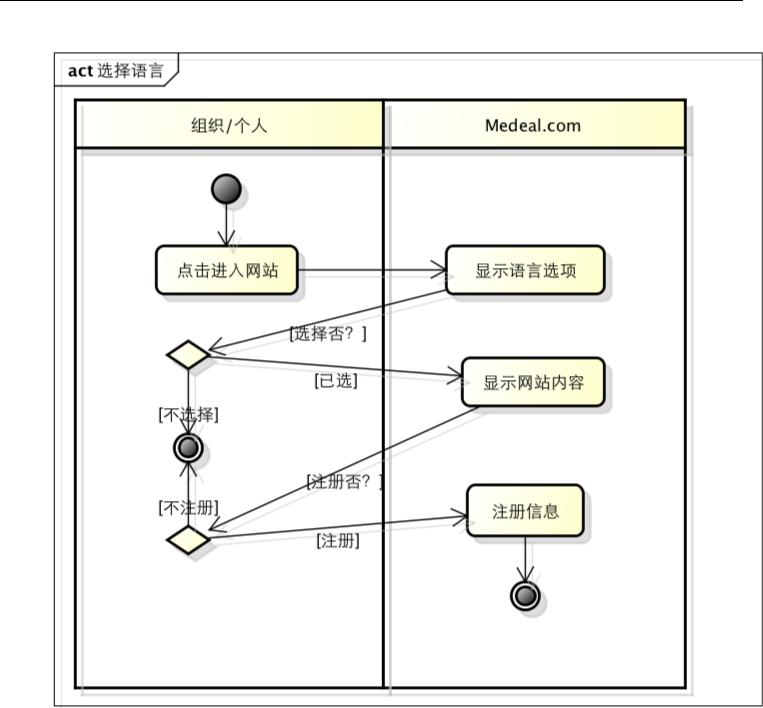 act 选择语言
组织/个人
Medeal.com
点击进入网站
显示语言选项
[选择否？]
[已选]
显示网站内容
[不选择]
[注册否？]
[不注册]
注册信息
[注册]